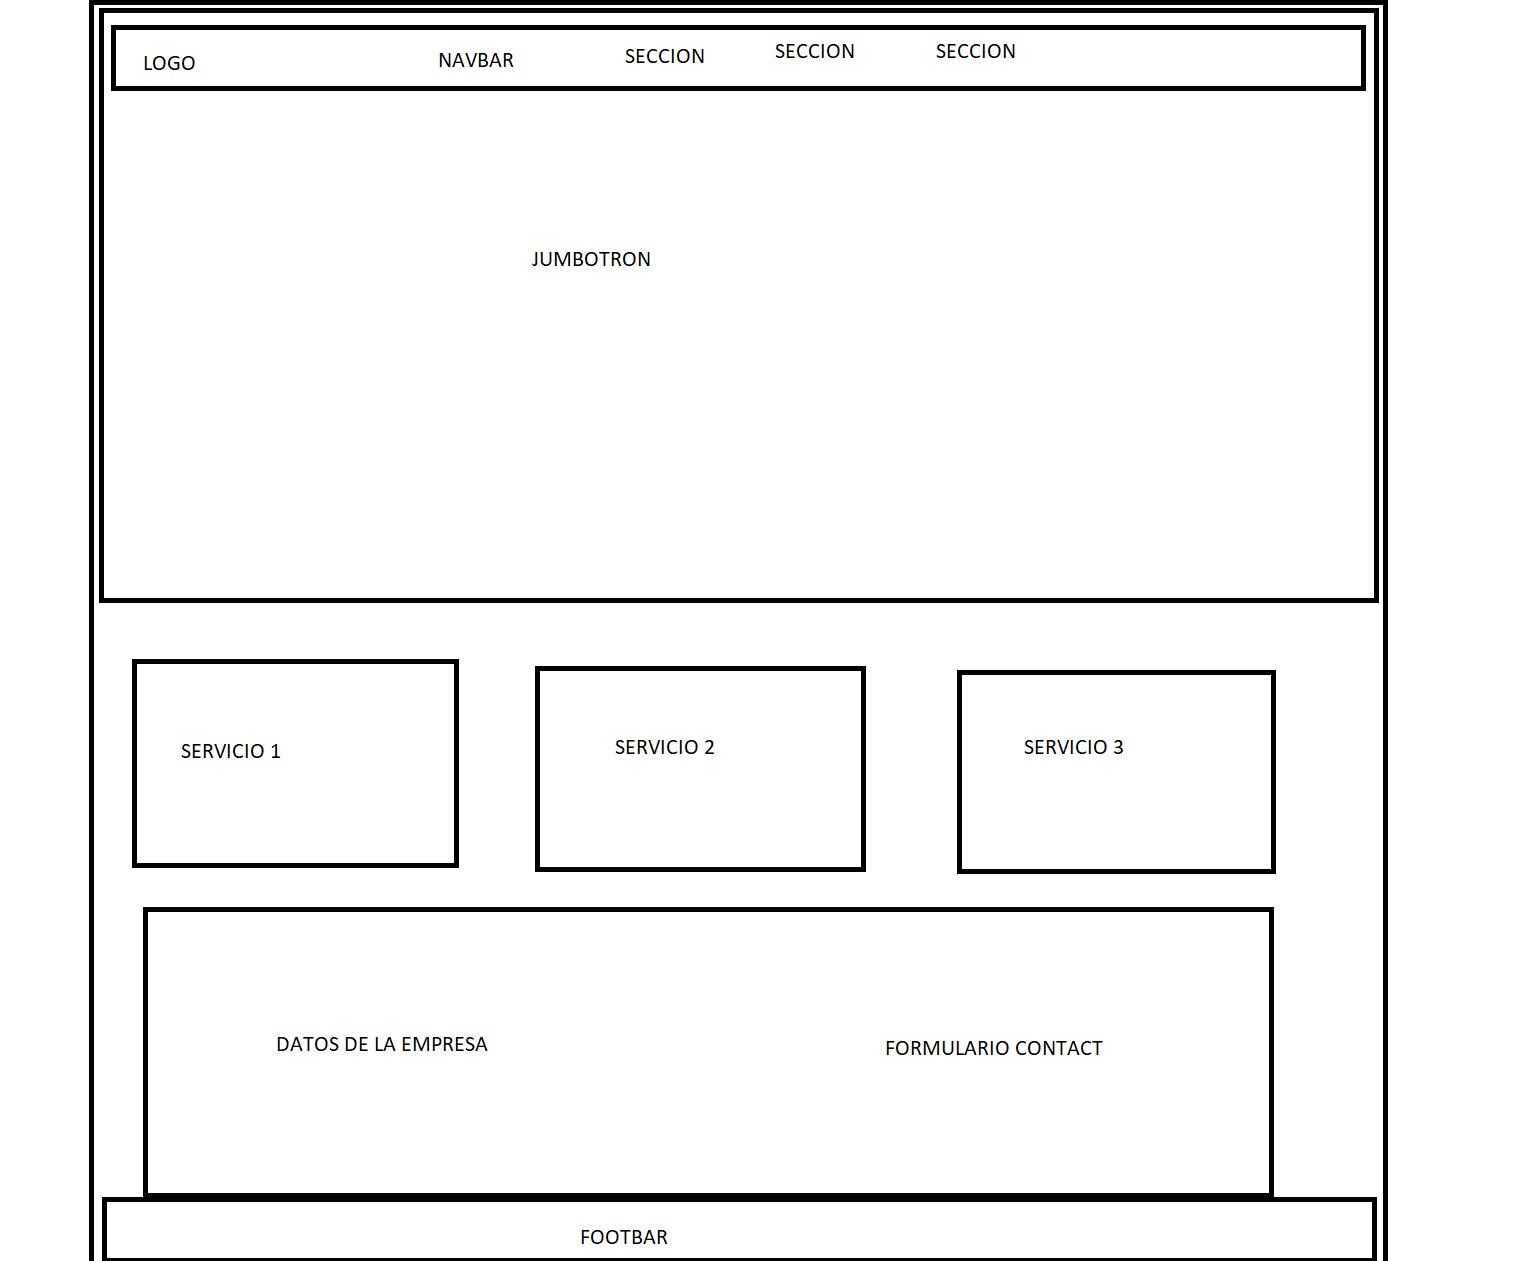 LOGO NAVBAR SECCION SECCION SECCION
JUMBOTRON
SERVICIO 1 SERVICIO 2 SERVICIO 3
DATOS DE LA EMPRESA FORMULARIO CONTACT
FOOTBAR